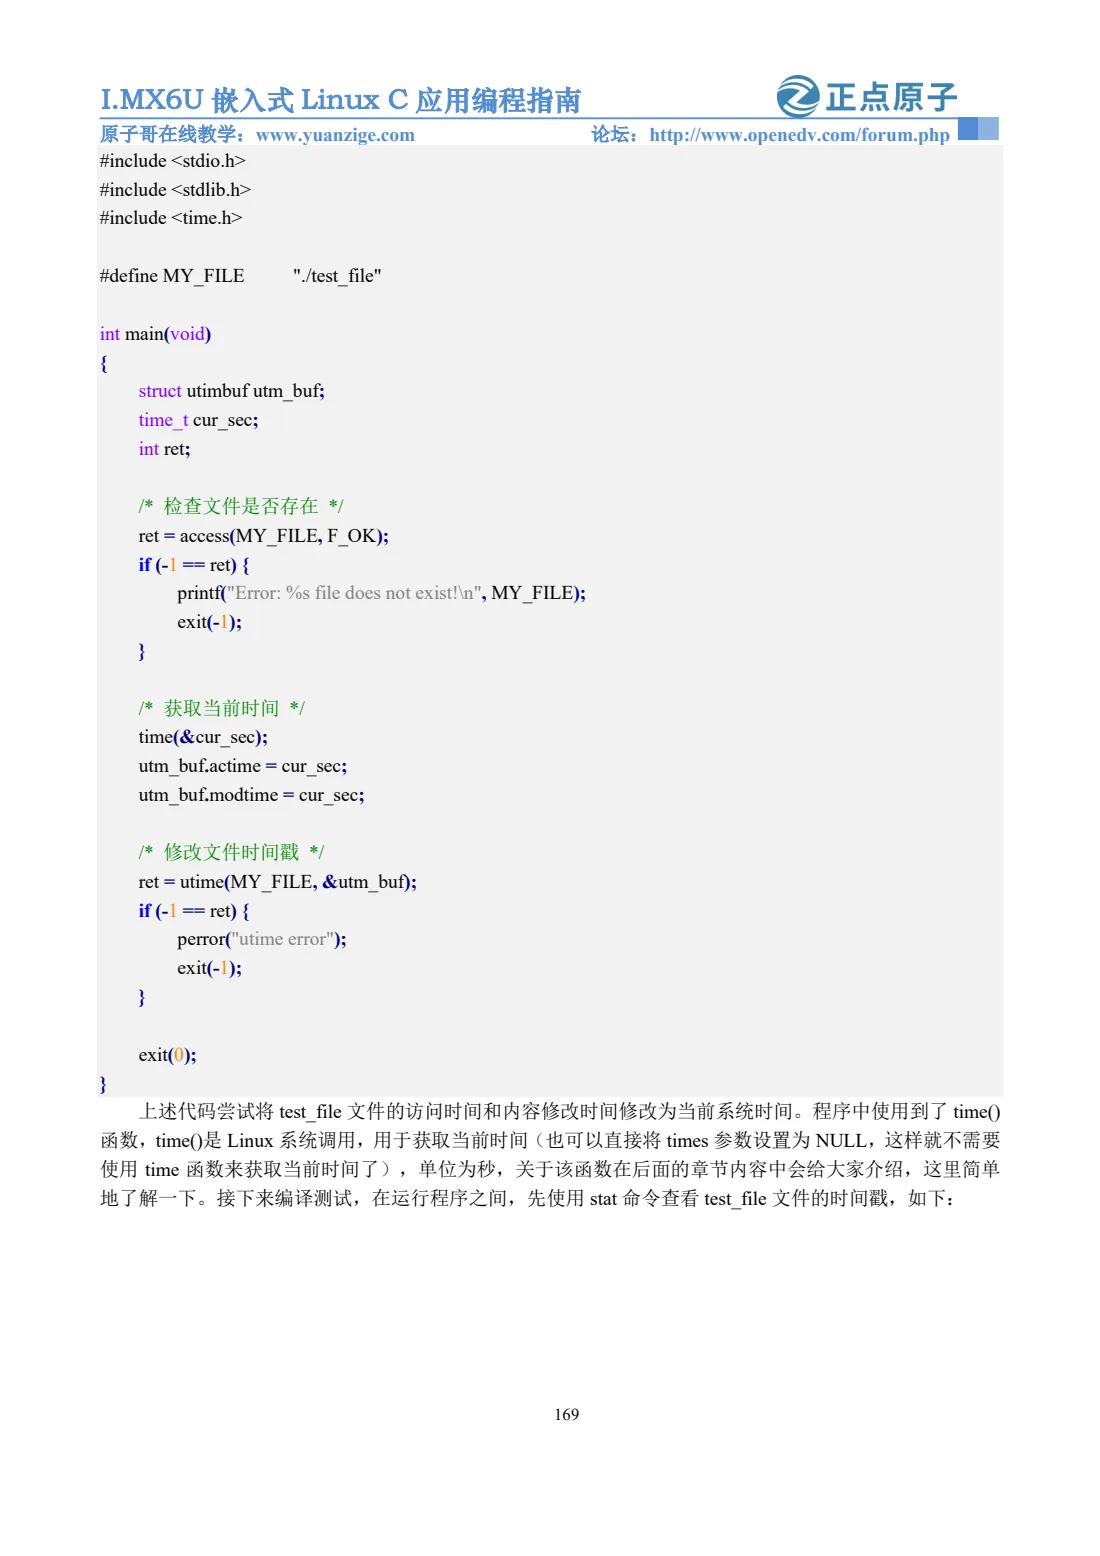 I.MX6U 嵌入式 Linux C 应用编程指南
正点原子
原子哥在线教学：www.yuanzige.com 论坛：http://www.openedv.com/forum.php
#include <stdio.h>
#include <stdlib.h>
#include <time.h>
#define MY_FILE "./test_file"
int main(void)
{
struct utimbuf utm_buf;
time_t cur_sec;
int ret;
/* 检查文件是否存在 */
ret = access(MY_FILE, F_OK);
if (-1 == ret) {
printf("Error: %s file does not exist!\n", MY_FILE);
exit(-1);
}
/* 获取当前时间 */
time(&cur_sec);
utm_buf.actime = cur_sec;
utm_buf.modtime = cur_sec;
/* 修改文件时间戳 */
ret = utime(MY_FILE, &utm_buf);
if (-1 == ret) {
perror("utime error");
exit(-1);
}
exit(0);
}
上述代码尝试将 test_file 文件的访问时间和内容修改时间修改为当前系统时间。程序中使用到了 time()
函数，time()是 Linux 系统调用，用于获取当前时间（也可以直接将 times 参数设置为 NULL，这样就不需要
使用 time 函数来获取当前时间了），单位为秒，关于该函数在后面的章节内容中会给大家介绍，这里简单
地了解一下。接下来编译测试，在运行程序之间，先使用 stat 命令查看 test_file 文件的时间戳，如下：
169